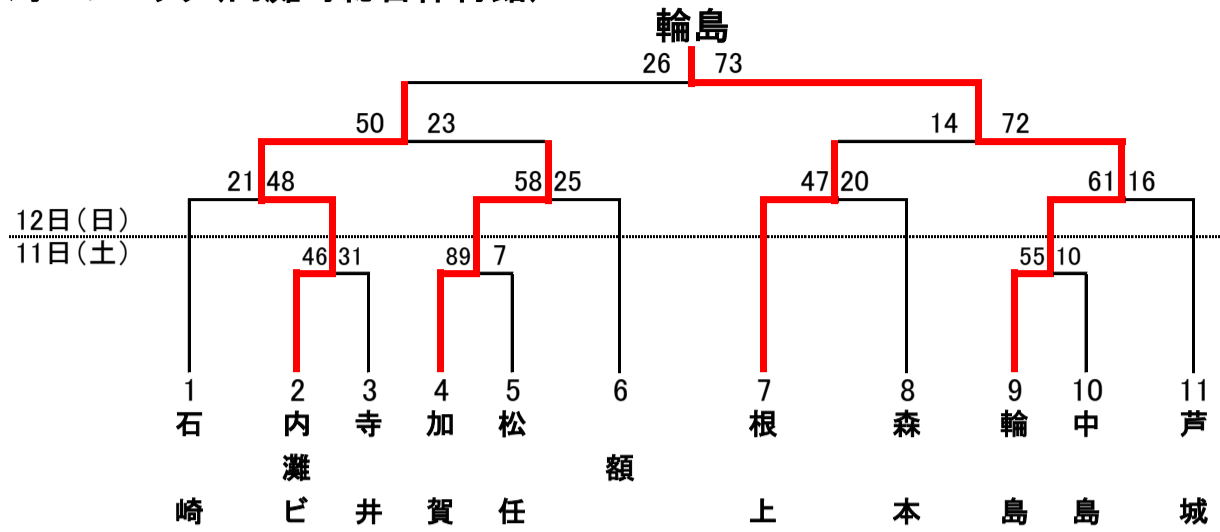 輪島
26 73
50 23 14 72
21 48 58 25 47 20 61 16
12日(日)
11日(土)
46 31 89 7 55 10
1 2 3 4 5 6 7 8 9 10 11
石崎
内灘ビ
寺井
加賀
松任
額
根上
森本
輪島
中島
芦城